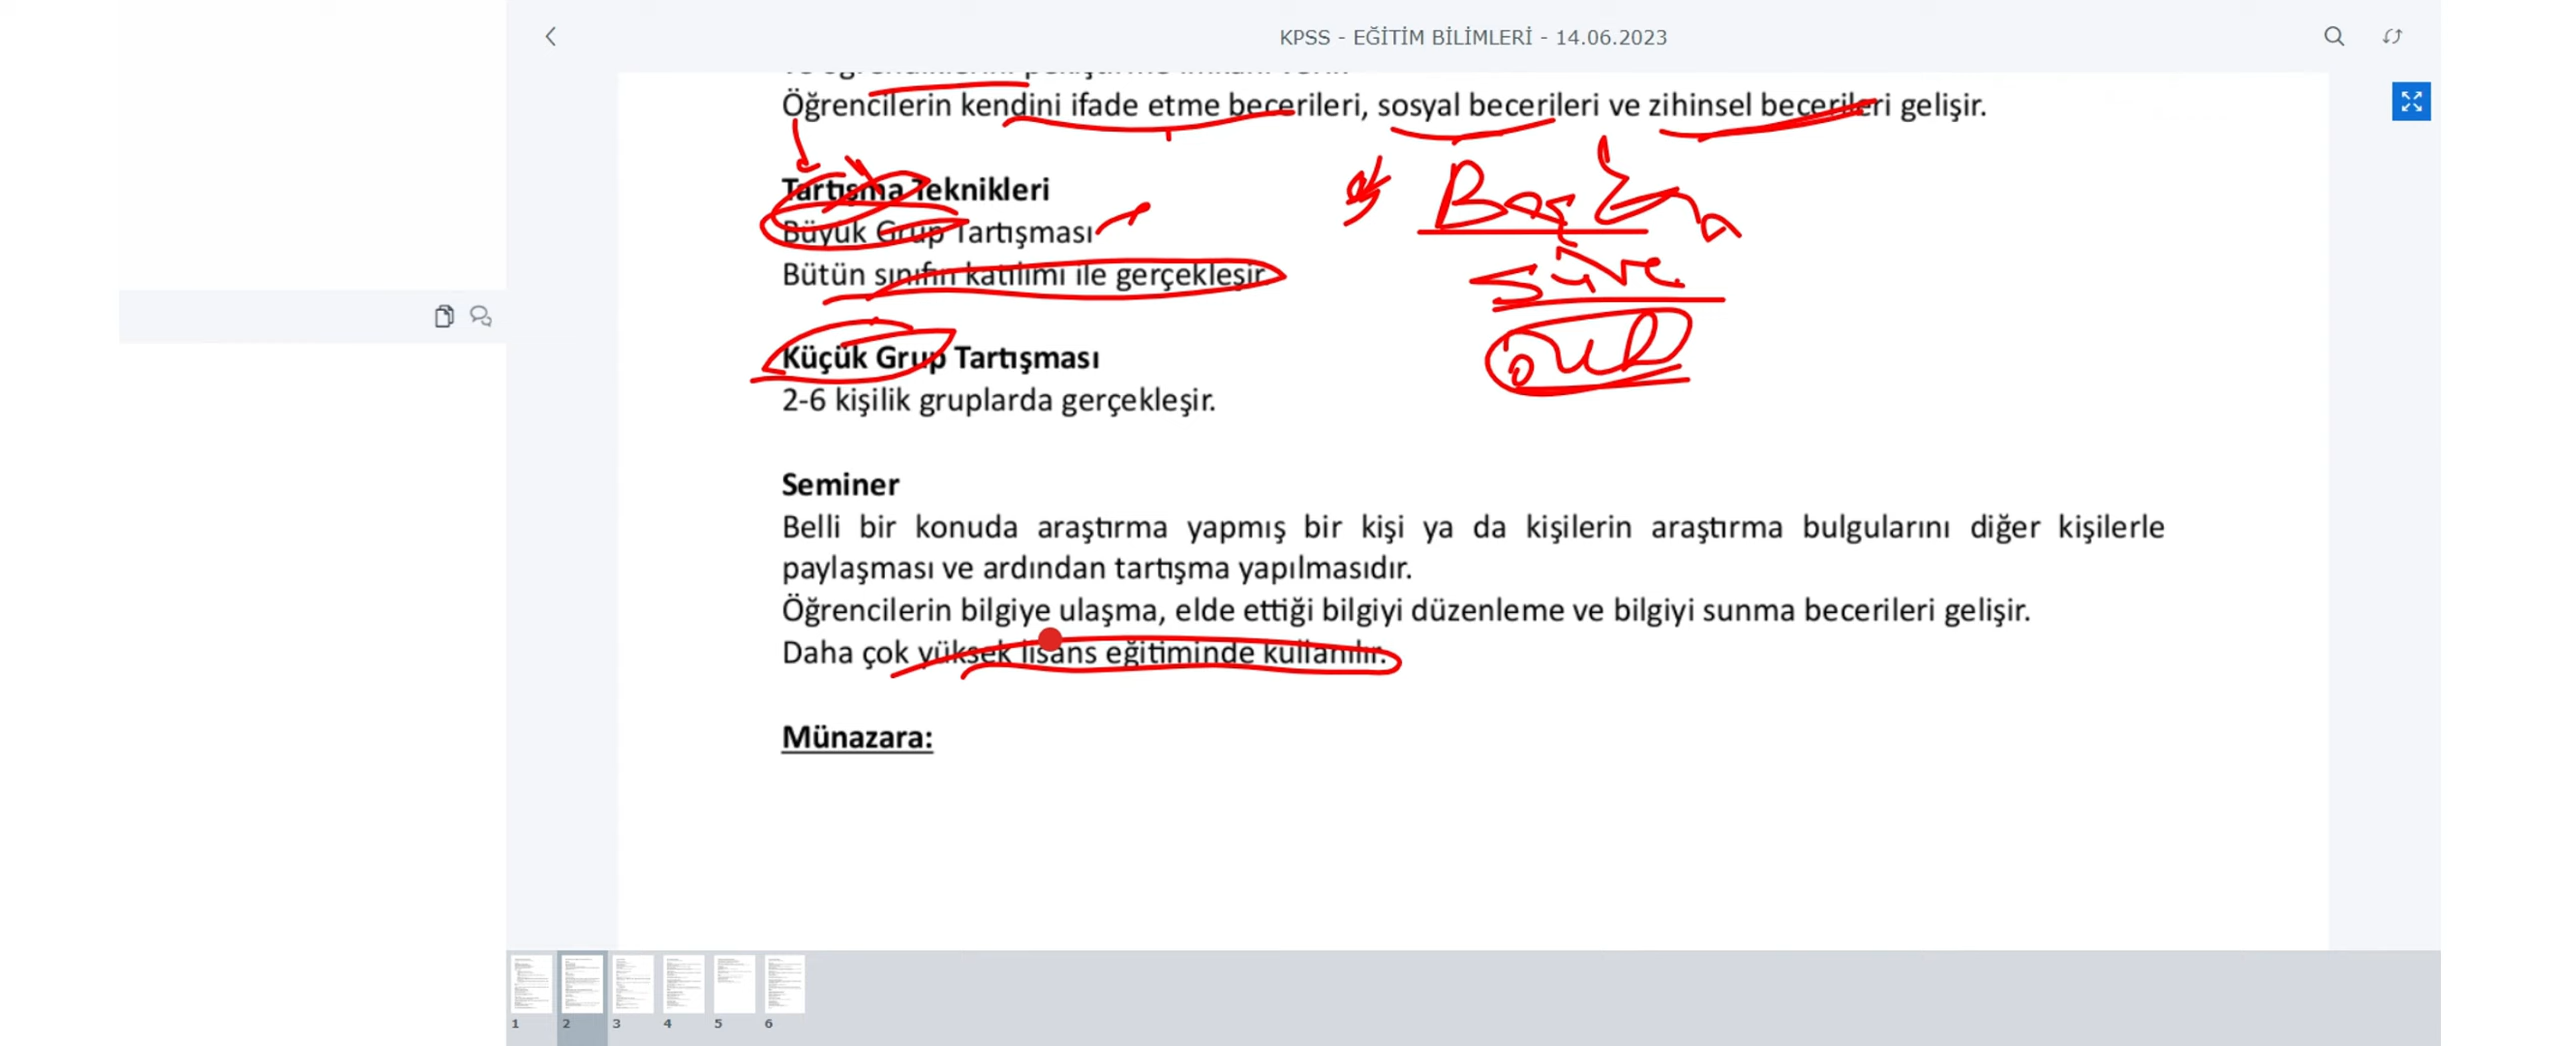 KPSS - EĞİTİM BİLİMLERİ - 14.06.2023
Öğrencilerin kendini ifade etme becerileri, sosyal becerileri ve zihinsel becerileri gelişir.
Tartışma Teknikleri
Büyük Grup Tartışması
Bütün sınıfın katılımı ile gerçekleşir.
Küçük Grup Tartışması
2-6 kişilik gruplarda gerçekleşir.
Seminer
Belli bir konuda araştırma yapmış bir kişi ya da kişilerin araştırma bulgularını diğer kişilerle
paylaşması ve ardından tartışma yapılmasıdır.
Öğrencilerin bilgiye ulaşma, elde ettiği bilgiyi düzenleme ve bilgiyi sunma becerileri gelişir.
Daha çok yüksek lisans eğitiminde kullanılır.
Münazara:
1 2 3 4 5 6